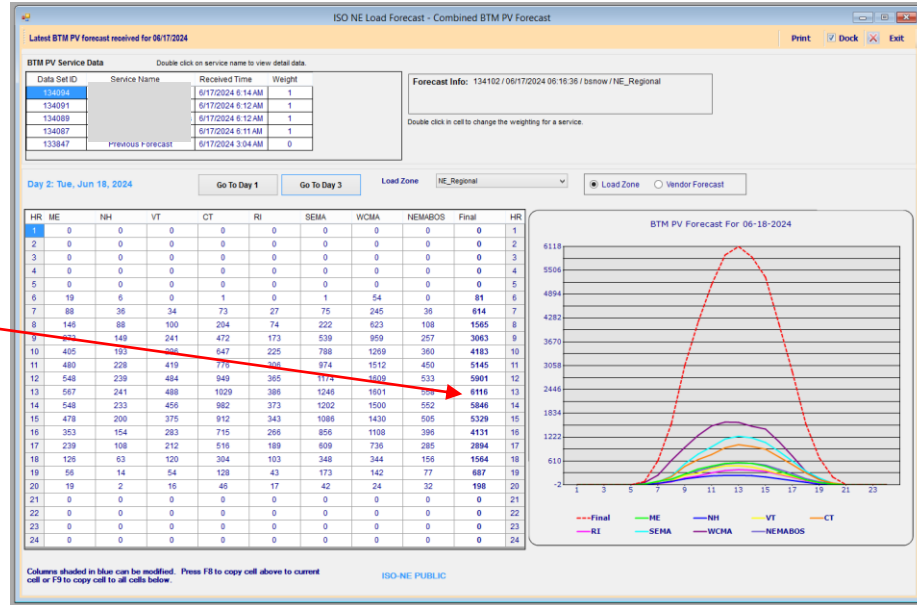 ISO NE Load Forecast - Combined BTM PV Forecast
Latest BTM PV forecast received for 06/17/2024 Print Dock Exit
BTM PV Service Data Double click on service name to view detail data.
Data Set ID Service Name Received Time Weight
134094 6/17/2024 6:14 AM 1
134091 6/17/2024 6:12 AM 1
134089 6/17/2024 6:12 AM 1
134087 6/17/2024 6:11 AM 1
133847 Previous Forecast 6/17/2024 3:04 AM 0
Forecast Info: 134102 / 06/17/2024 06:16:36 / bsnow / NE_Regional
Double click in cell to change the weighting for a service.
Day 2: Tue, Jun 18, 2024 Go To Day 1 Go To Day 3 Load Zone NE_Regional Load Zone Vendor Forecast
HR ME NH VT CT RI SEMA WCMA NEMABOS Final HR
1 0 0 0 0 0 0 0 0 0 1
2 0 0 0 0 0 0 0 0 0 2
3 0 0 0 0 0 0 0 0 0 3
4 0 0 0 0 0 0 0 0 0 4
5 0 0 0 0 0 0 0 0 0 5
6 19 6 0 1 0 1 54 0 81 6
7 88 36 34 73 27 75 245 36 614 7
8 146 88 100 204 74 222 623 108 1565 8
9 149 241 472 173 539 959 257 3063 9
10 405 193 647 225 788 1269 360 4183 10
11 480 228 419 776 974 1512 450 5145 11
12 548 239 484 949 365 1174 1609 533 5901 12
13 567 241 488 1029 386 1246 1601 6116 13
14 548 233 456 982 373 1202 1500 552 5846 14
15 478 200 375 912 343 1086 1430 505 5329 15
16 353 154 283 715 266 856 1108 396 4131 16
17 239 108 212 516 189 609 736 285 2894 17
18 126 63 120 304 103 348 344 156 1564 18
19 56 14 54 128 43 173 142 77 687 19
20 19 2 16 46 17 42 24 32 198 20
21 0 0 0 0 0 0 0 0 0 21
22 0 0 0 0 0 0 0 0 0 22
23 0 0 0 0 0 0 0 0 0 23
24 0 0 0 0 0 0 0 0 0 24
BTM PV Forecast For 06-18-2024
6118
5506
4894
4282
3670
3058
2446
1834
1222
610
-2
1 3 5 7 9 11 13 15 17 19 21 23
Final ME NH VT CT
RI SEMA WCMA NEMABOS
Columns shaded in blue can be modified. Press F8 to copy cell above to current
cell or F9 to copy cell to all cells below.
ISO-NE PUBLIC